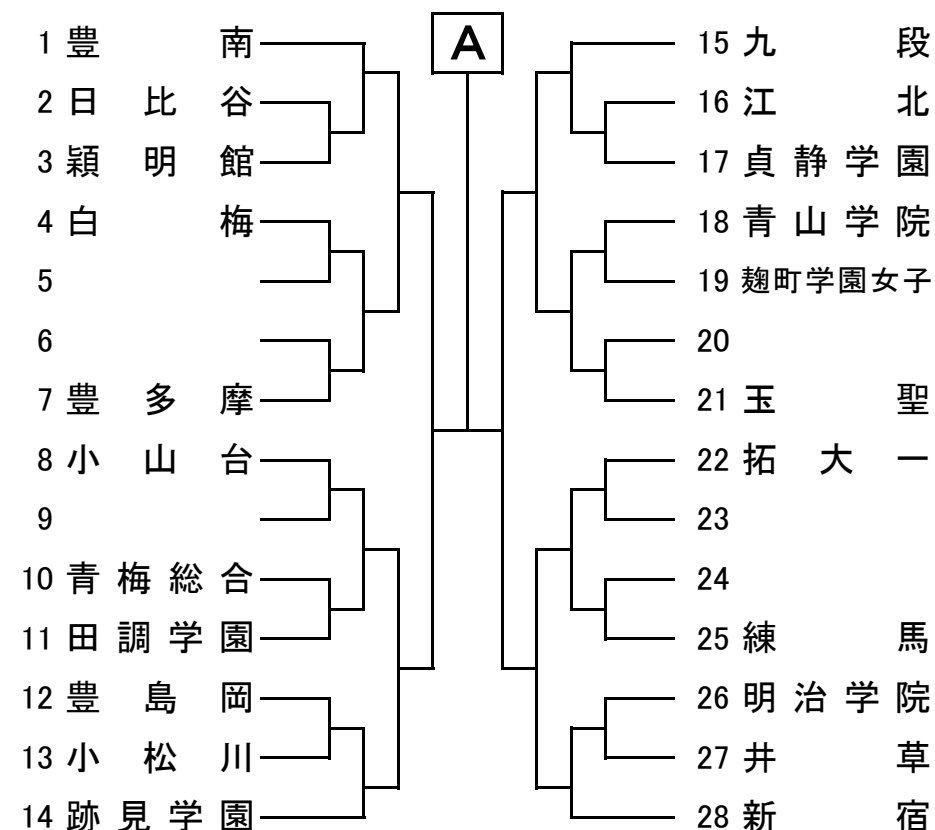 A
1 豊南
2 日比谷
3 穎明館
4 白梅
5
6
7 豊多摩
8 小山台
9
10 青梅総合
11 田調学園
12 豊島岡
13 小松川
14 跡見学園
15 九段
16 江北
17 貞静学園
18 青山学院
19 麹町学園女子
20
21 玉聖
22 拓大一
23
24
25 練馬
26 明治学院
27 井草
28 新宿